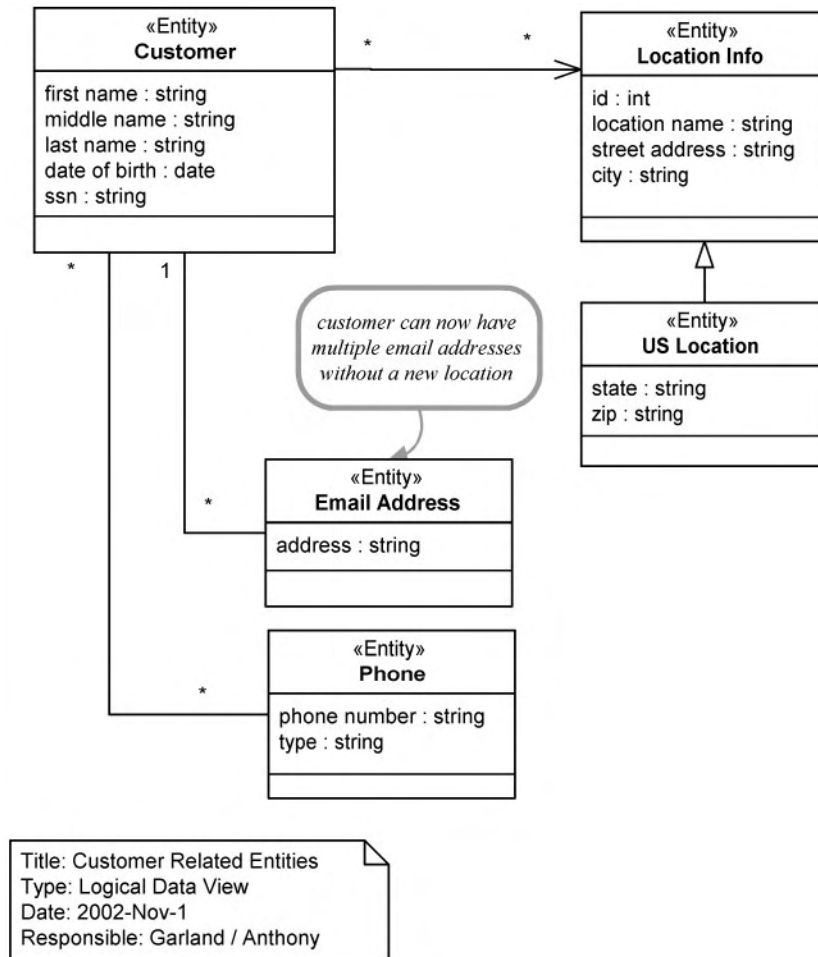 «Entity»
Customer
first name : string
middle name : string
last name : string
date of birth : date
ssn : string
*
*
«Entity»
Location Info
id : int
location name : string
street address : string
city : string
*
1
customer can now have
multiple email addresses
without a new location
«Entity»
US Location
state : string
zip : string
«Entity»
Email Address
address : string
*
«Entity»
Phone
phone number : string
type : string
*
Title: Customer Related Entities
Type: Logical Data View
Date: 2002-Nov-1
Responsible: Garland / Anthony